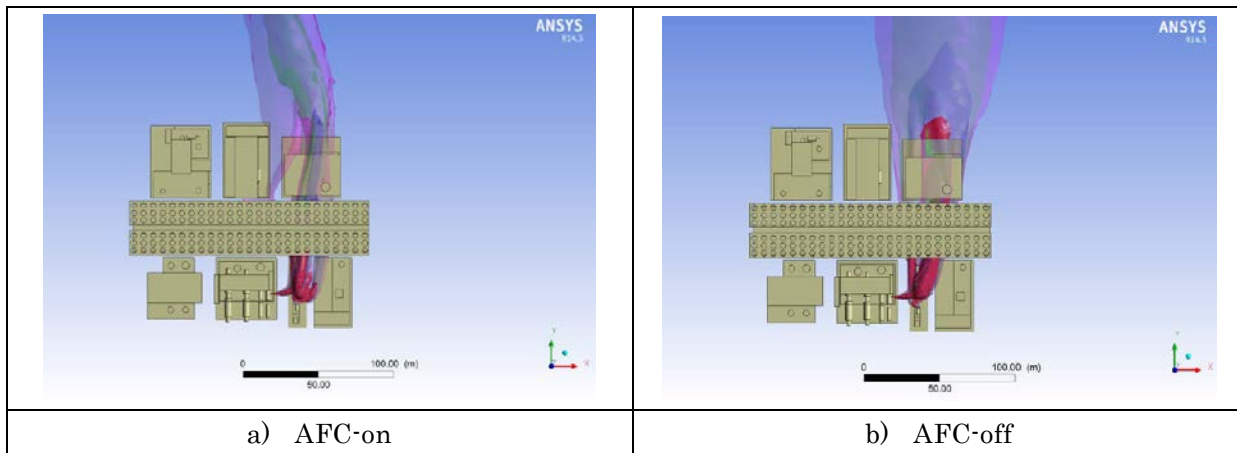 ANSYS
R14.5
0
100.00 (m)
50.00
Y
X
a) AFC-on
ANSYS
R14.5
0
100.00 (m)
50.00
Y
X
b) AFC-off